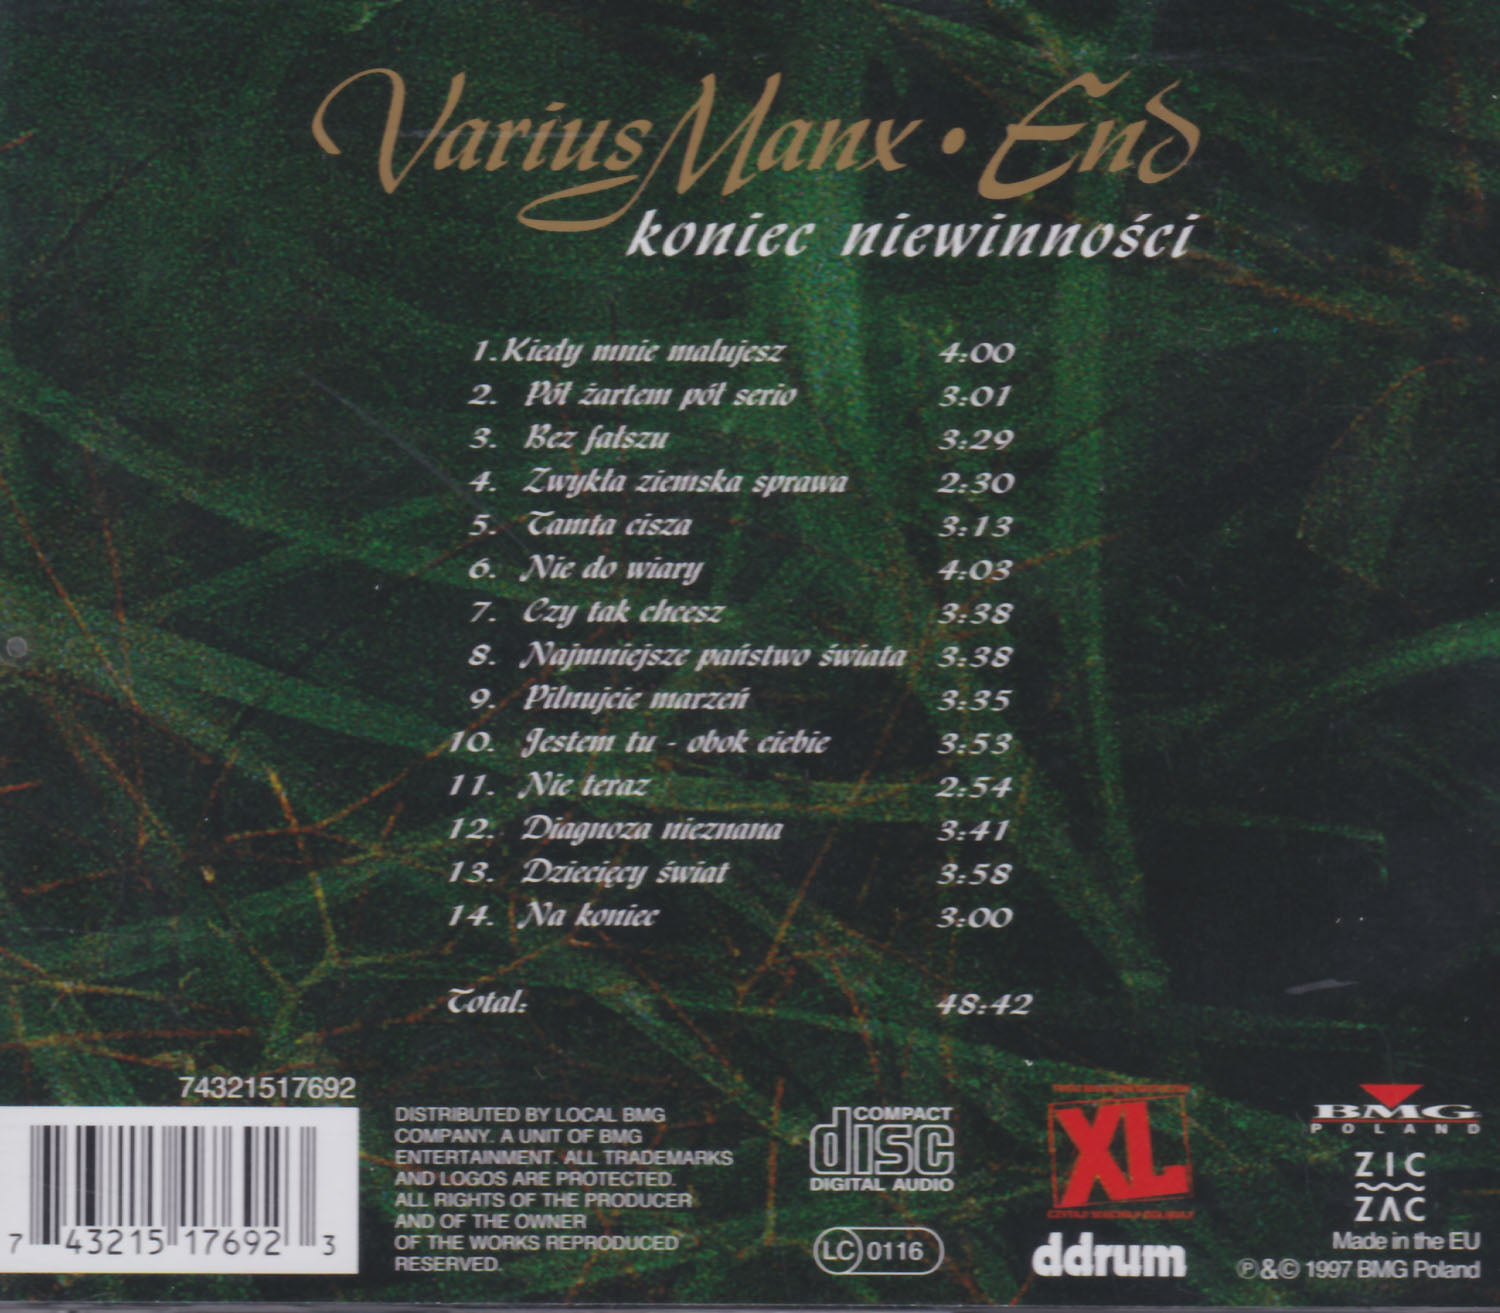 Varius Manx • End
koniec niewinności
1. Kiedy mnie malujesz 4:00
2. Pół żartem pół serio 3:01
3. Bez fałszu 3:29
4. Zwykła ziemska sprawa 2:30
5. Tamta cisza 3:13
6. Nie do wiary 4:03
7. Czy tak chcesz 3:38
8. Najmniejsze państwo świata 3:38
9. Pilnujcie marzeń 3:35
10. Jestem tu - obok ciebie 3:53
11. Nie teraz 2:54
12. Diagnoza nieznana 3:41
13. Dziecięcy świat 3:58
14. Na koniec 3:00
Total: 48:42
74321517692
7 43215 17692 3
DISTRIBUTED BY LOCAL BMG
COMPANY. A UNIT OF BMG
ENTERTAINMENT. ALL TRADEMARKS
AND LOGOS ARE PROTECTED.
ALL RIGHTS OF THE PRODUCER
AND OF THE OWNER
OF THE WORKS REPRODUCED
RESERVED.
COMPACT
disc
DIGITAL AUDIO
LC 0116
XL
ddrum
BMG
POLAND
ZIC
ZAC
Made in the EU
℗&© 1997 BMG Poland